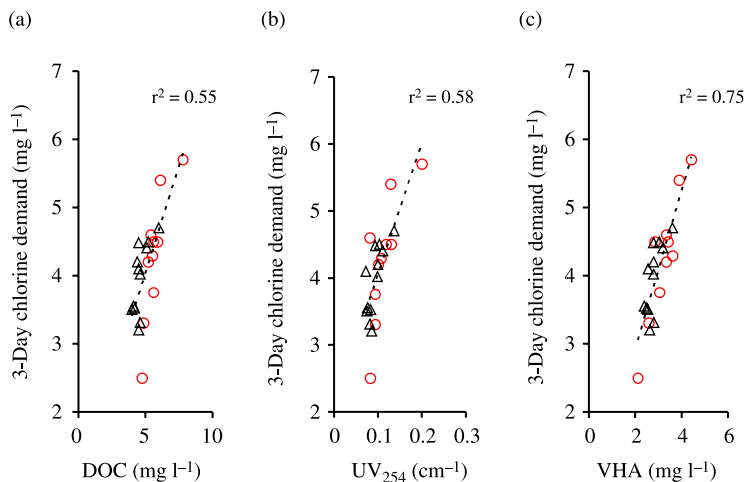 (a)
(b)
(c)
3-Day chlorine demand (mg l⁻¹)
7
6
5
4
3
2
r² = 0.55
0
5
10
DOC (mg l⁻¹)
3-Day chlorine demand (mg l⁻¹)
7
6
5
4
3
2
r² = 0.58
0
0.1
0.2
0.3
UV₂₅₄ (cm⁻¹)
3-Day chlorine demand (mg l⁻¹)
7
6
5
4
3
2
r² = 0.75
0
2
4
6
VHA (mg l⁻¹)